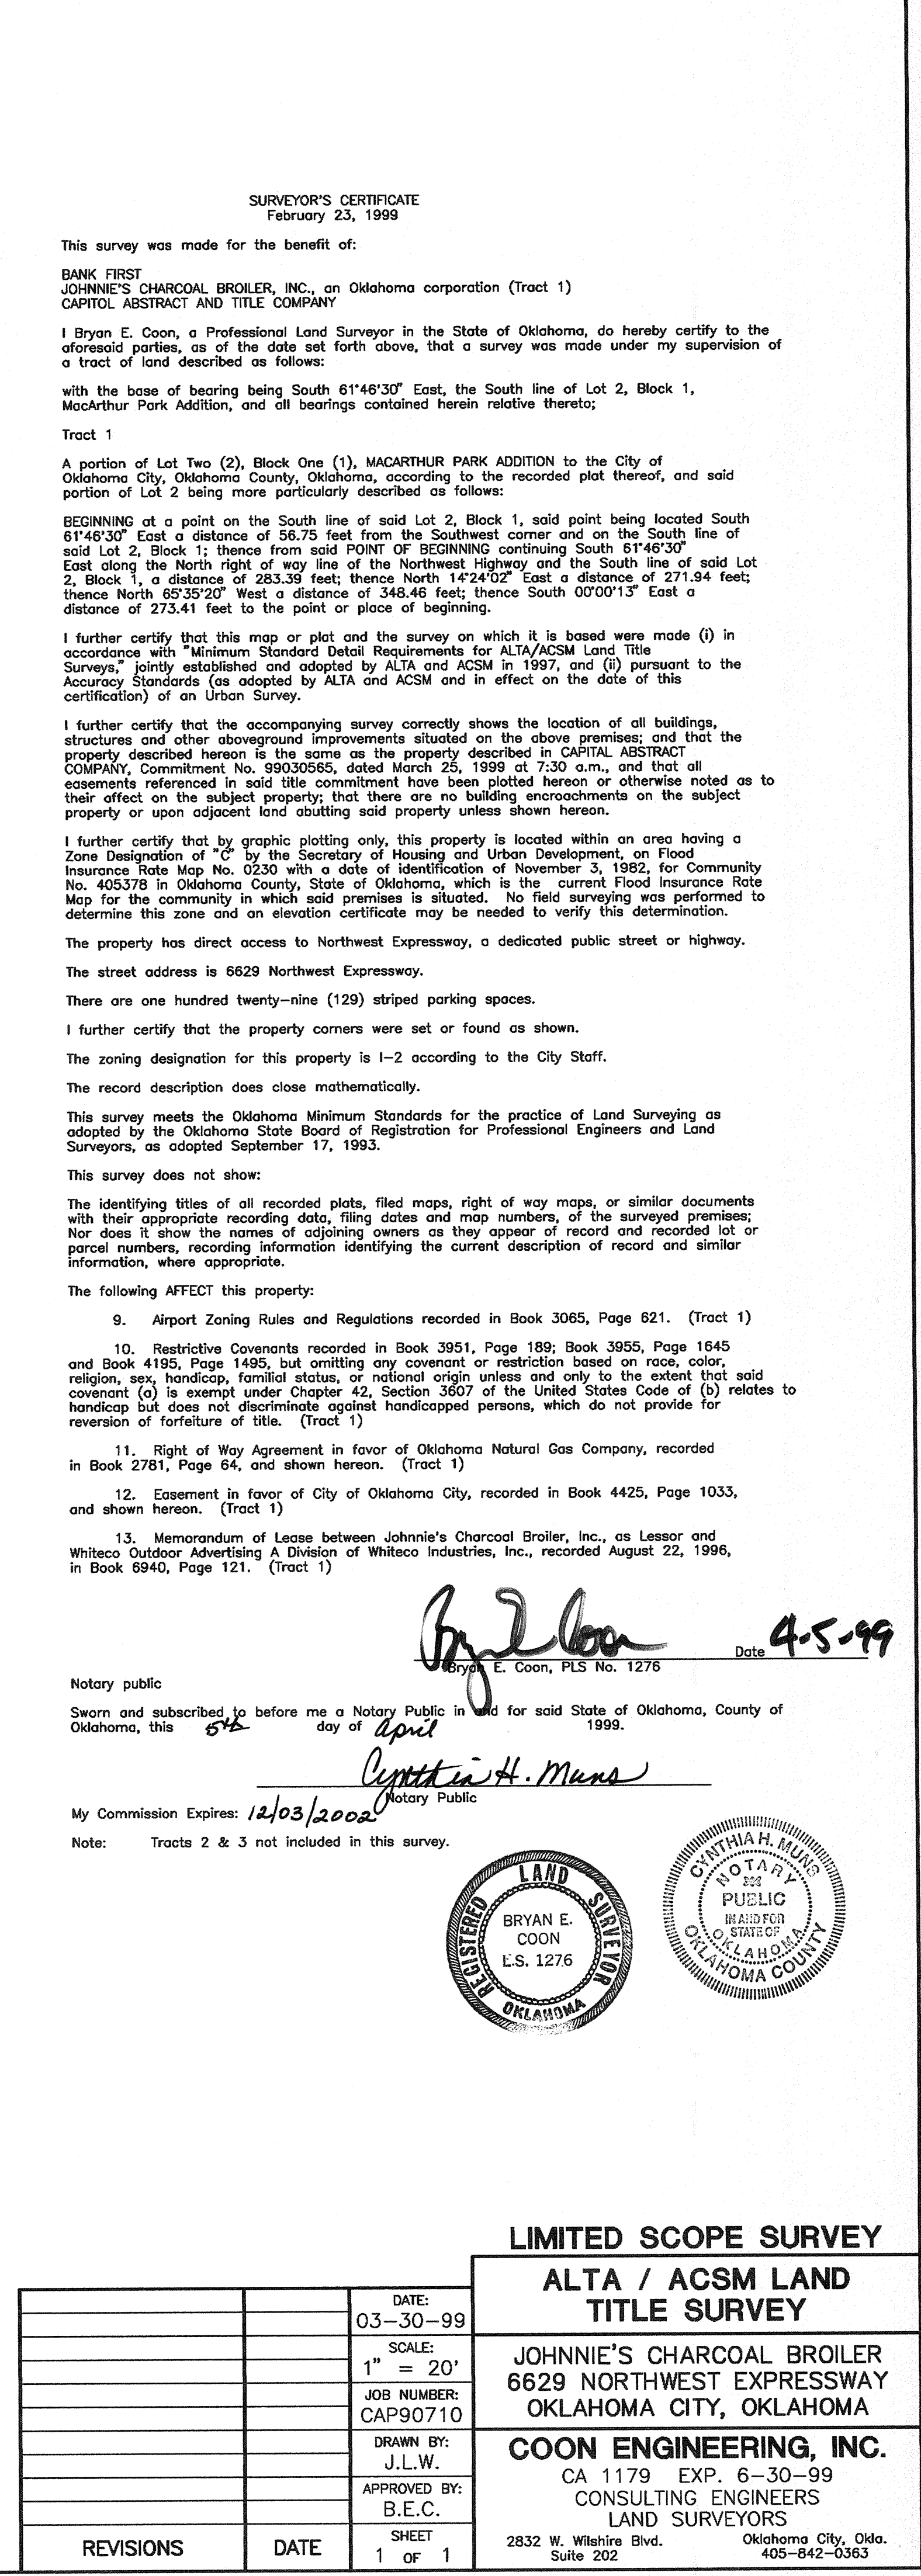 SURVEYOR'S CERTIFICATE
February 23, 1999
This survey was made for the benefit of:
BANK FIRST
JOHNNIE'S CHARCOAL BROILER, INC., an Oklahoma corporation (Tract 1)
CAPITOL ABSTRACT AND TITLE COMPANY
I Bryan E. Coon, a Professional Land Surveyor in the State of Oklahoma, do hereby certify to the
aforesaid parties, as of the date set forth above, that a survey was made under my supervision of
a tract of land described as follows:
with the base of bearing being South 61°46'30" East, the South line of Lot 2, Block 1,
MacArthur Park Addition, and all bearings contained herein relative thereto;
Tract 1
A portion of Lot Two (2), Block One (1), MACARTHUR PARK ADDITION to the City of
Oklahoma City, Oklahoma County, Oklahoma, according to the recorded plat thereof, and said
portion of Lot 2 being more particularly described as follows:
BEGINNING at a point on the South line of said Lot 2, Block 1, said point being located South
61°46'30" East a distance of 56.75 feet from the Southwest corner and on the South line of
said Lot 2, Block 1; thence from said POINT OF BEGINNING continuing South 61°46'30"
East along the North right of way line of the Northwest Highway and the South line of said Lot
2, Block 1, a distance of 283.39 feet; thence North 14°24'02" East a distance of 271.94 feet;
thence North 65°35'20" West a distance of 348.46 feet; thence South 00°00'13" East a
distance of 273.41 feet to the point or place of beginning.
I further certify that this map or plat and the survey on which it is based were made (i) in
accordance with "Minimum Standard Detail Requirements for ALTA/ACSM Land Title
Surveys," jointly established and adopted by ALTA and ACSM in 1997, and (ii) pursuant to the
Accuracy Standards (as adopted by ALTA and ACSM and in effect on the date of this
certification) of an Urban Survey.
I further certify that the accompanying survey correctly shows the location of all buildings,
structures and other aboveground improvements situated on the above premises; and that the
property described hereon is the same as the property described in CAPITAL ABSTRACT
COMPANY, Commitment No. 99030565, dated March 25, 1999 at 7:30 a.m., and that all
easements referenced in said title commitment have been plotted hereon or otherwise noted as to
their affect on the subject property; that there are no building encroachments on the subject
property or upon adjacent land abutting said property unless shown hereon.
I further certify that by graphic plotting only, this property is located within an area having a
Zone Designation of "C" by the Secretary of Housing and Urban Development, on Flood
Insurance Rate Map No. 0230 with a date of identification of November 3, 1982, for Community
No. 405378 in Oklahoma County, State of Oklahoma, which is the current Flood Insurance Rate
Map for the community in which said premises is situated. No field surveying was performed to
determine this zone and an elevation certificate may be needed to verify this determination.
The property has direct access to Northwest Expressway, a dedicated public street or highway.
The street address is 6629 Northwest Expressway.
There are one hundred twenty-nine (129) striped parking spaces.
I further certify that the property corners were set or found as shown.
The zoning designation for this property is I-2 according to the City Staff.
The record description does close mathematically.
This survey meets the Oklahoma Minimum Standards for the practice of Land Surveying as
adopted by the Oklahoma State Board of Registration for Professional Engineers and Land
Surveyors, as adopted September 17, 1993.
This survey does not show:
The identifying titles of all recorded plats, filed maps, right of way maps, or similar documents
with their appropriate recording data, filing dates and map numbers, of the surveyed premises;
Nor does it show the names of adjoining owners as they appear of record and recorded lot or
parcel numbers, recording information identifying the current description of record and similar
information, where appropriate.
The following AFFECT this property:
9. Airport Zoning Rules and Regulations recorded in Book 3065, Page 621. (Tract 1)
10. Restrictive Covenants recorded in Book 3951, Page 189; Book 3955, Page 1645
and Book 4195, Page 1495, but omitting any covenant or restriction based on race, color,
religion, sex, handicap, familial status, or national origin unless and only to the extent that said
covenant (a) is exempt under Chapter 42, Section 3607 of the United States Code of (b) relates to
handicap but does not discriminate against handicapped persons, which do not provide for
reversion of forfeiture of title. (Tract 1)
11. Right of Way Agreement in favor of Oklahoma Natural Gas Company, recorded
in Book 2781, Page 64, and shown hereon. (Tract 1)
12. Easement in favor of City of Oklahoma City, recorded in Book 4425, Page 1033,
and shown hereon. (Tract 1)
13. Memorandum of Lease between Johnnie's Charcoal Broiler, Inc., as Lessor and
Whiteco Outdoor Advertising A Division of Whiteco Industries, Inc., recorded August 22, 1996,
in Book 6940, Page 121. (Tract 1)
Bryan E. Coon
Date 4-5-99
Bryan E. Coon, PLS No. 1276
Notary public
Sworn and subscribed to before me a Notary Public in and for said State of Oklahoma, County of
Oklahoma, this 5th day of April 1999.
Cynthia H. Muns
Notary Public
My Commission Expires: 12/03/2002
Note: Tracts 2 & 3 not included in this survey.
REGISTERED LAND SURVEYOR
BRYAN E.
COON
L.S. 1276
OKLAHOMA
CYNTHIA H. MUNS
NOTARY
PUBLIC
IN AND FOR
STATE OF
OKLAHOMA
OKLAHOMA COUNTY
LIMITED SCOPE SURVEY
ALTA / ACSM LAND
TITLE SURVEY
JOHNNIE'S CHARCOAL BROILER
6629 NORTHWEST EXPRESSWAY
OKLAHOMA CITY, OKLAHOMA
COON ENGINEERING, INC.
CA 1179 EXP. 6-30-99
CONSULTING ENGINEERS
LAND SURVEYORS
2832 W. Wilshire Blvd. Oklahoma City, Okla.
Suite 202 405-842-0363
DATE:
03-30-99
SCALE:
1" = 20'
JOB NUMBER:
CAP90710
DRAWN BY:
J.L.W.
APPROVED BY:
B.E.C.
SHEET
1 OF 1
REVISIONS DATE